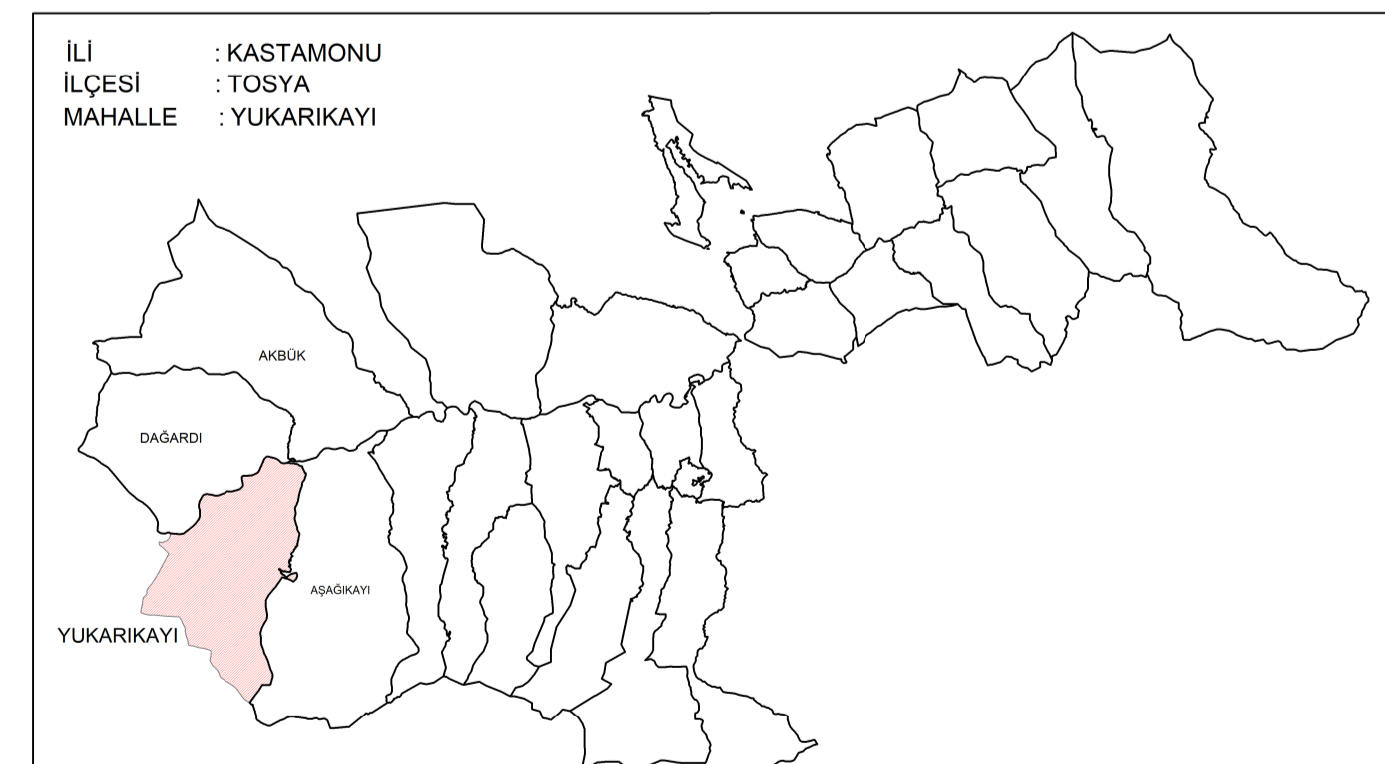 İLİ : KASTAMONU
İLÇESİ : TOSYA
MAHALLE : YUKARIKAYI
AKBÜK
DAĞARDI
AŞAĞIKAYI
YUKARIKAYI